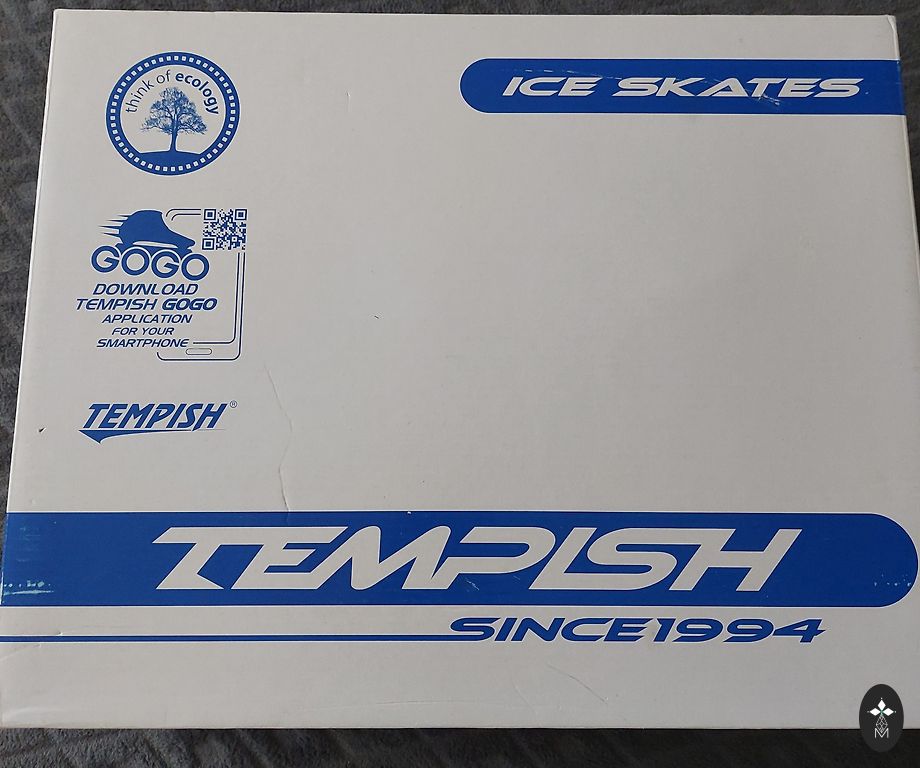 think of ecology
ICE SKATES
GOGO
DOWNLOAD
TEMPISH GOGO
APPLICATION
FOR YOUR
SMARTPHONE
TEMPISH®
TEMPISH
SINCE1994
M